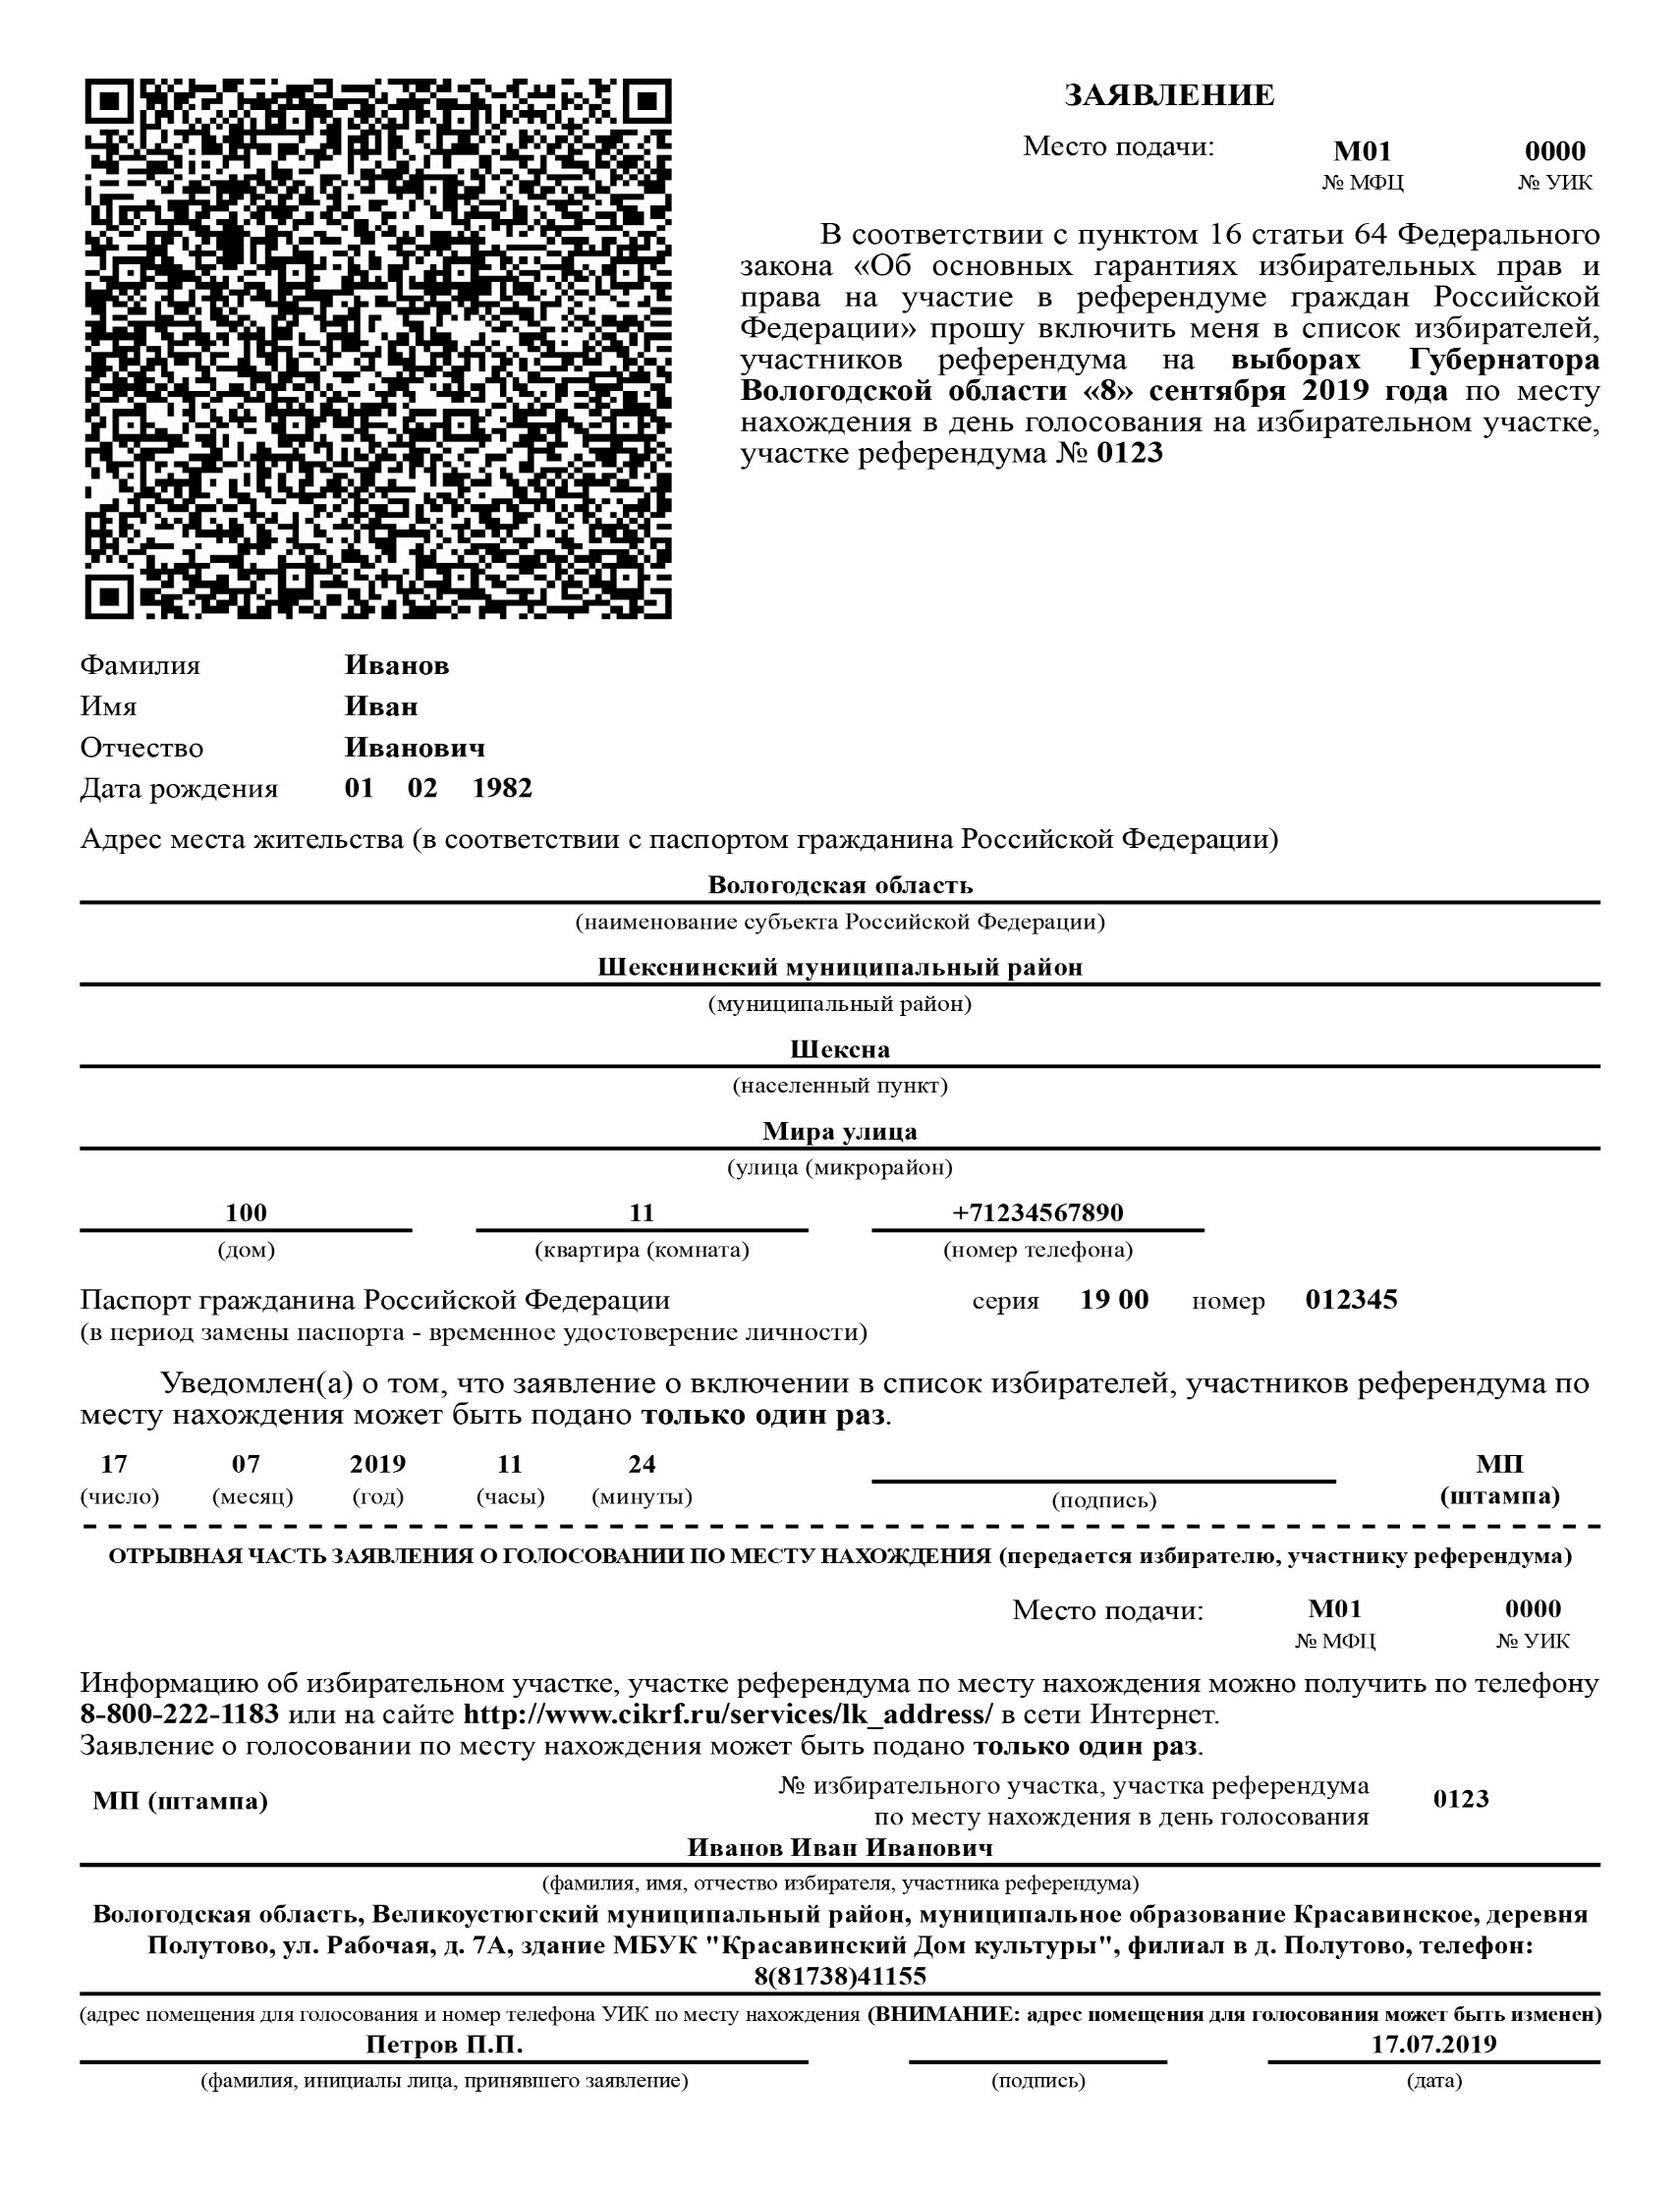 ЗАЯВЛЕНИЕ
Место подачи: М01 0000
№ МФЦ № УИК
В соответствии с пунктом 16 статьи 64 Федерального
закона «Об основных гарантиях избирательных прав и
права на участие в референдуме граждан Российской
Федерации» прошу включить меня в список избирателей,
участников референдума на выборах Губернатора
Вологодской области «8» сентября 2019 года по месту
нахождения в день голосования на избирательном участке,
участке референдума № 0123
Фамилия Иванов
Имя Иван
Отчество Иванович
Дата рождения 01 02 1982
Адрес места жительства (в соответствии с паспортом гражданина Российской Федерации)
Вологодская область
(наименование субъекта Российской Федерации)
Шекснинский муниципальный район
(муниципальный район)
Шексна
(населенный пункт)
Мира улица
(улица (микрорайон)
100 11 +71234567890
(дом) (квартира (комната) (номер телефона)
Паспорт гражданина Российской Федерации серия 19 00 номер 012345
(в период замены паспорта - временное удостоверение личности)
Уведомлен(а) о том, что заявление о включении в список избирателей, участников референдума по
месту нахождения может быть подано только один раз.
17 07 2019 11 24 МП
(число) (месяц) (год) (часы) (минуты) (подпись) (штампа)
ОТРЫВНАЯ ЧАСТЬ ЗАЯВЛЕНИЯ О ГОЛОСОВАНИИ ПО МЕСТУ НАХОЖДЕНИЯ (передается избирателю, участнику референдума)
Место подачи: М01 0000
№ МФЦ № УИК
Информацию об избирательном участке, участке референдума по месту нахождения можно получить по телефону
8-800-222-1183 или на сайте http://www.cikrf.ru/services/lk_address/ в сети Интернет.
Заявление о голосовании по месту нахождения может быть подано только один раз.
МП (штампа) № избирательного участка, участка референдума 0123
по месту нахождения в день голосования
Иванов Иван Иванович
(фамилия, имя, отчество избирателя, участника референдума)
Вологодская область, Великоустюгский муниципальный район, муниципальное образование Красавинское, деревня
Полутово, ул. Рабочая, д. 7А, здание МБУК "Красавинский Дом культуры", филиал в д. Полутово, телефон:
8(81738)41155
(адрес помещения для голосования и номер телефона УИК по месту нахождения (ВНИМАНИЕ: адрес помещения для голосования может быть изменен)
Петров П.П. 17.07.2019
(фамилия, инициалы лица, принявшего заявление) (подпись) (дата)